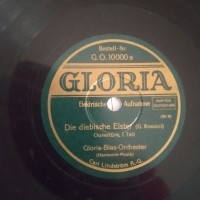 Bestell-Nr.
G. O. 10000 a
GLORIA
Elektrische Aufnahme
Die diebische Elster (G. Rossini)
Ouvertüre, I. Teil
Gloria-Blas-Orchester
(Harmonie-Musik)
Carl Lindström A.-G.